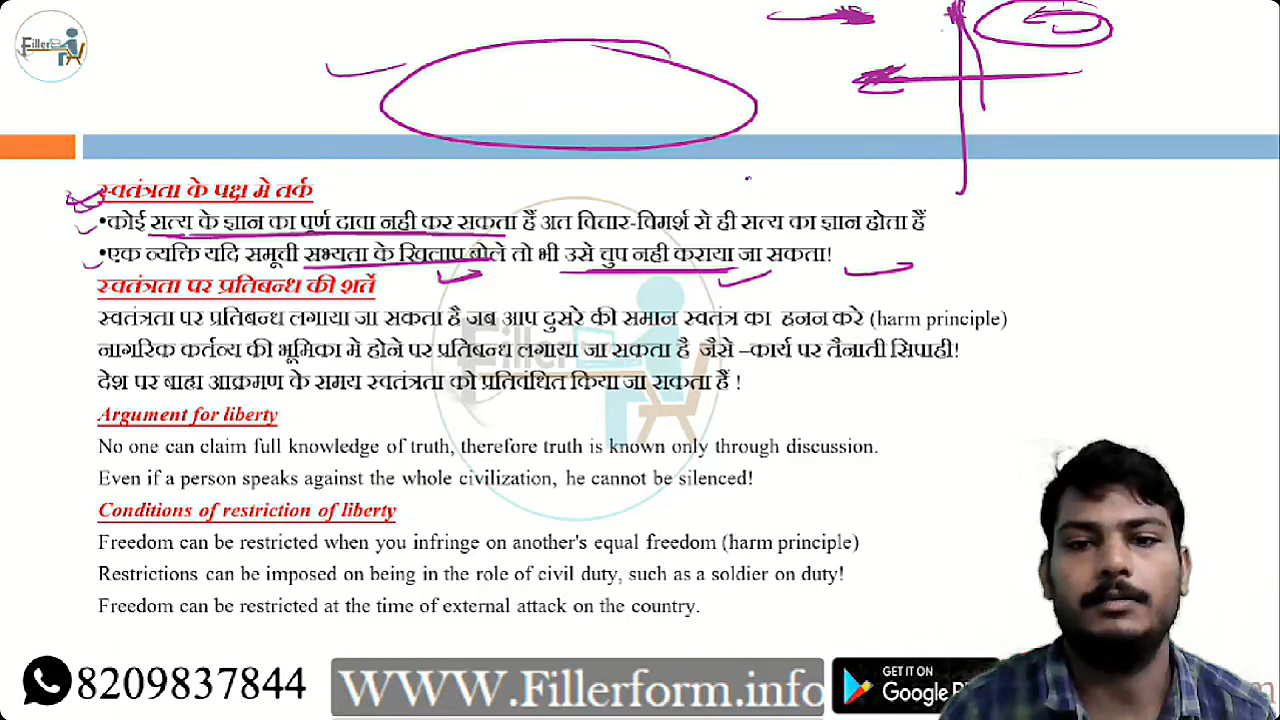 Filler
स्वतंत्रता के पक्ष मे तर्क
•कोई सत्य के ज्ञान का पूर्ण दावा नही कर सकता हैं अत विचार-विमर्श से ही सत्य का ज्ञान होता हैं
•एक व्यक्ति यदि समूची सभ्यता के खिलाप बोले तो भी उसे चुप नही कराया जा सकता!
स्वतंत्रता पर प्रतिबन्ध की शर्ते
स्वतंत्रता पर प्रतिबन्ध लगाया जा सकता है जब आप दुसरे की समान स्वतंत्र का हनन करे (harm principle)
नागरिक कर्तव्य की भूमिका मे होने पर प्रतिबन्ध लगाया जा सकता है जैसे –कार्य पर तैनाती सिपाही!
देश पर बाह्य आक्रमण के समय स्वतंत्रता को प्रतिवंधित किया जा सकता हैं !
Argument for liberty
No one can claim full knowledge of truth, therefore truth is known only through discussion.
Even if a person speaks against the whole civilization, he cannot be silenced!
Conditions of restriction of liberty
Freedom can be restricted when you infringe on another's equal freedom (harm principle)
Restrictions can be imposed on being in the role of civil duty, such as a soldier on duty!
Freedom can be restricted at the time of external attack on the country.
8209837844
WWW.Fillerform.info
GET IT ON
Google